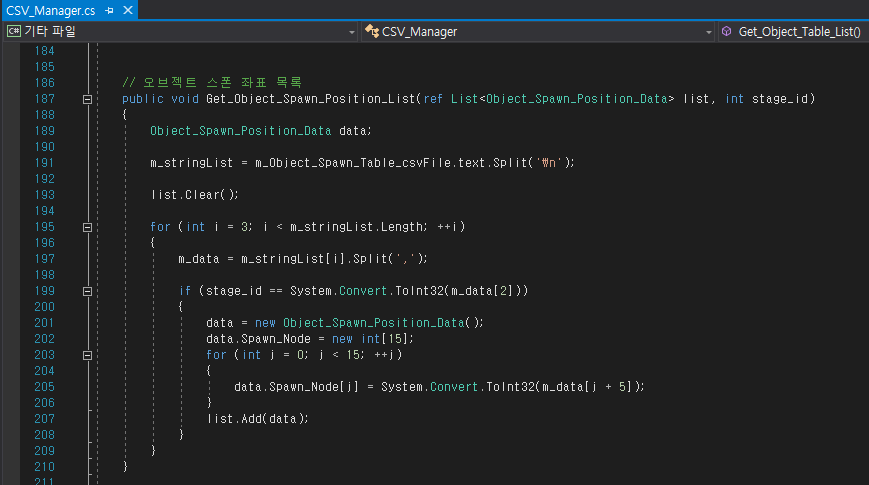 CSV_Manager.cs
C# 기타 파일
CSV_Manager
Get_Object_Table_List()
184
185
186 // 오브젝트 스폰 좌표 목록
187 public void Get_Object_Spawn_Position_List(ref List<Object_Spawn_Position_Data> list, int stage_id)
188 {
189 Object_Spawn_Position_Data data;
190
191 m_stringList = m_Object_Spawn_Table_csvFile.text.Split('₩n');
192
193 list.Clear();
194
195 for (int i = 3; i < m_stringList.Length; ++i)
196 {
197 m_data = m_stringList[i].Split(',');
198
199 if (stage_id == System.Convert.ToInt32(m_data[2]))
200 {
201 data = new Object_Spawn_Position_Data();
202 data.Spawn_Node = new int[15];
203 for (int j = 0; j < 15; ++j)
204 {
205 data.Spawn_Node[j] = System.Convert.ToInt32(m_data[j + 5]);
206 }
207 list.Add(data);
208 }
209 }
210 }
211